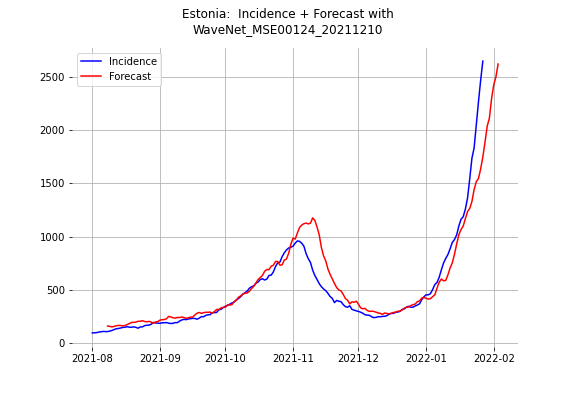 Estonia:  Incidence + Forecast with
WaveNet_MSE00124_20211210
Incidence
Forecast
2500
2000
1500
1000
500
0
2021-08 2021-09 2021-10 2021-11 2021-12 2022-01 2022-02